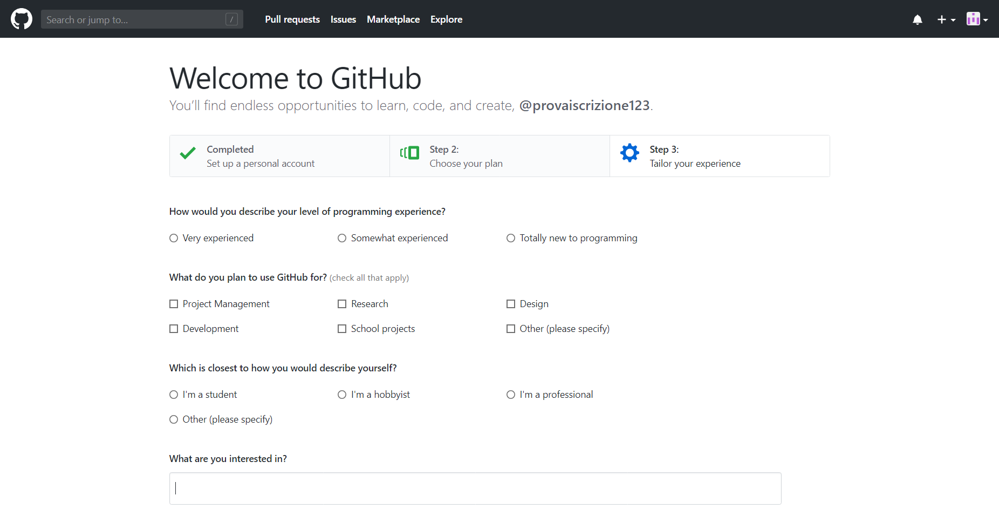 Search or jump to... /
Pull requests Issues Marketplace Explore
Welcome to GitHub
You’ll find endless opportunities to learn, code, and create, @provaiscrizione123.
Completed
Set up a personal account
Step 2:
Choose your plan
Step 3:
Tailor your experience
How would you describe your level of programming experience?
Very experienced Somewhat experienced Totally new to programming
What do you plan to use GitHub for? (check all that apply)
Project Management Research Design
Development School projects Other (please specify)
Which is closest to how you would describe yourself?
I'm a student I'm a hobbyist I'm a professional
Other (please specify)
What are you interested in?